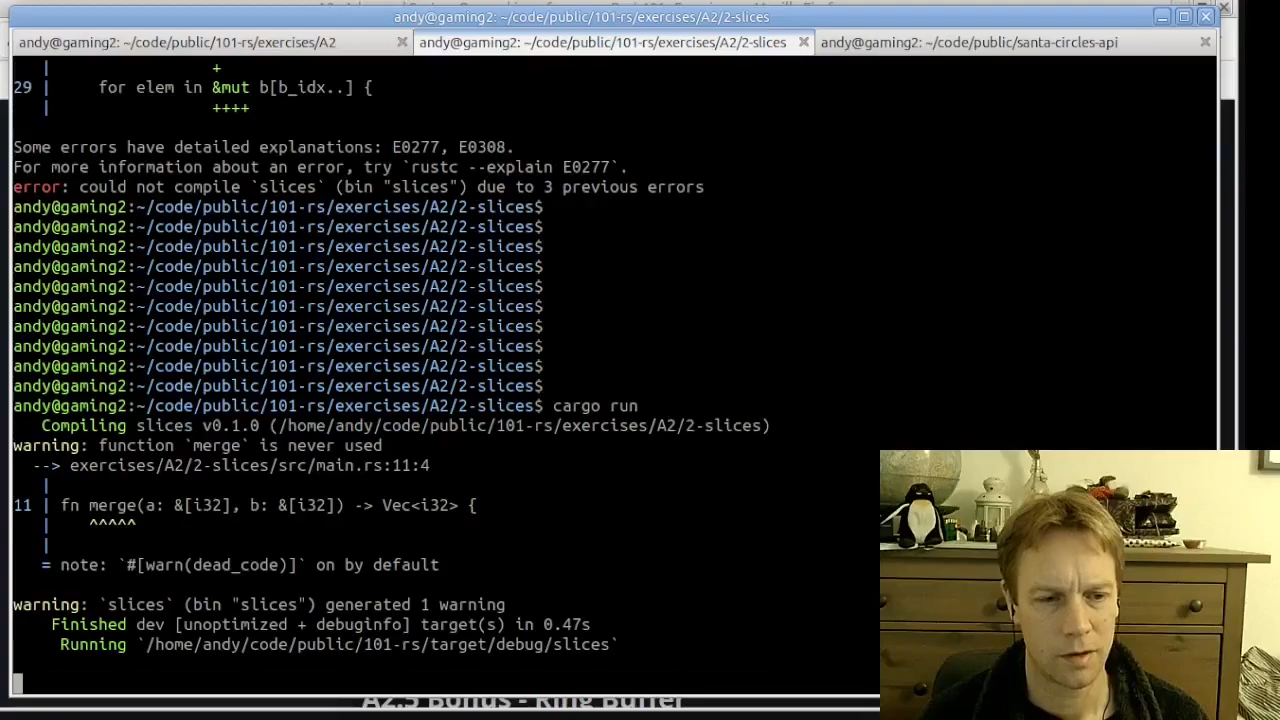 andy@gaming2: ~/code/public/101-rs/exercises/A2/2-slices
andy@gaming2: ~/code/public/101-rs/exercises/A2
andy@gaming2: ~/code/public/101-rs/exercises/A2/2-slices
andy@gaming2: ~/code/public/santa-circles-api
| +
29 | for elem in &mut b[b_idx..] {
| ++++
Some errors have detailed explanations: E0277, E0308.
For more information about an error, try `rustc --explain E0277`.
error: could not compile `slices` (bin "slices") due to 3 previous errors
andy@gaming2:~/code/public/101-rs/exercises/A2/2-slices$
andy@gaming2:~/code/public/101-rs/exercises/A2/2-slices$
andy@gaming2:~/code/public/101-rs/exercises/A2/2-slices$
andy@gaming2:~/code/public/101-rs/exercises/A2/2-slices$
andy@gaming2:~/code/public/101-rs/exercises/A2/2-slices$
andy@gaming2:~/code/public/101-rs/exercises/A2/2-slices$
andy@gaming2:~/code/public/101-rs/exercises/A2/2-slices$
andy@gaming2:~/code/public/101-rs/exercises/A2/2-slices$
andy@gaming2:~/code/public/101-rs/exercises/A2/2-slices$
andy@gaming2:~/code/public/101-rs/exercises/A2/2-slices$
andy@gaming2:~/code/public/101-rs/exercises/A2/2-slices$ cargo run
Compiling slices v0.1.0 (/home/andy/code/public/101-rs/exercises/A2/2-slices)
warning: function `merge` is never used
--> exercises/A2/2-slices/src/main.rs:11:4
|
11 | fn merge(a: &[i32], b: &[i32]) -> Vec<i32> {
| ^^^^^
|
= note: `#[warn(dead_code)]` on by default
warning: `slices` (bin "slices") generated 1 warning
Finished dev [unoptimized + debuginfo] target(s) in 0.47s
Running `/home/andy/code/public/101-rs/target/debug/slices`
A2.3 Bonus - Ring Buffer